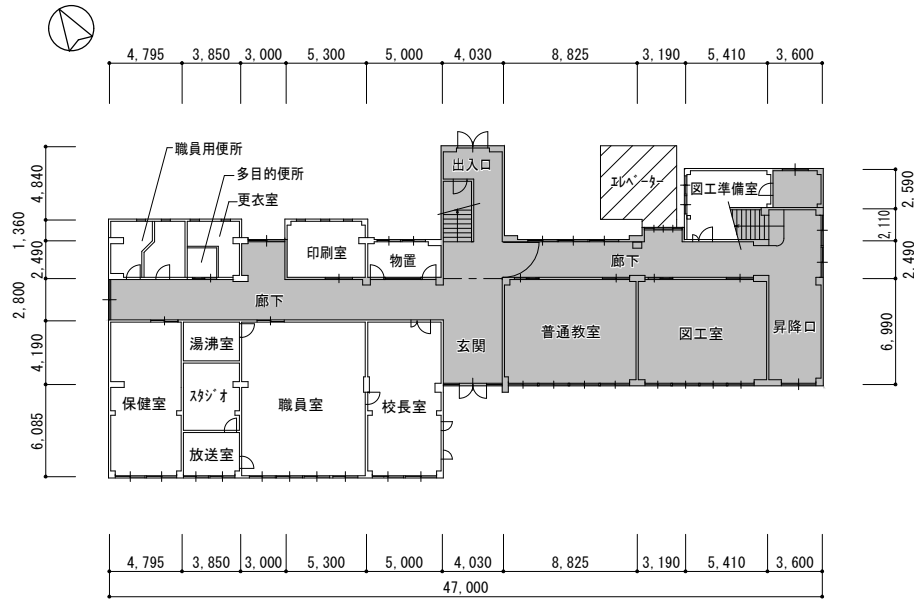 4,795 3,850 3,000 5,300 5,000 4,030 8,825 3,190 5,410 3,600
職員用便所
多目的便所
更衣室
出入口
エレベーター
図工準備室
4,840
1,360
2,490
2,800
4,190
6,085
2,590
2,110
2,490
6,990
印刷室
物置
廊下
廊下
湯沸室
玄関
普通教室
図工室
昇降口
保健室
スタジオ
職員室
校長室
放送室
4,795 3,850 3,000 5,300 5,000 4,030 8,825 3,190 5,410 3,600
47,000